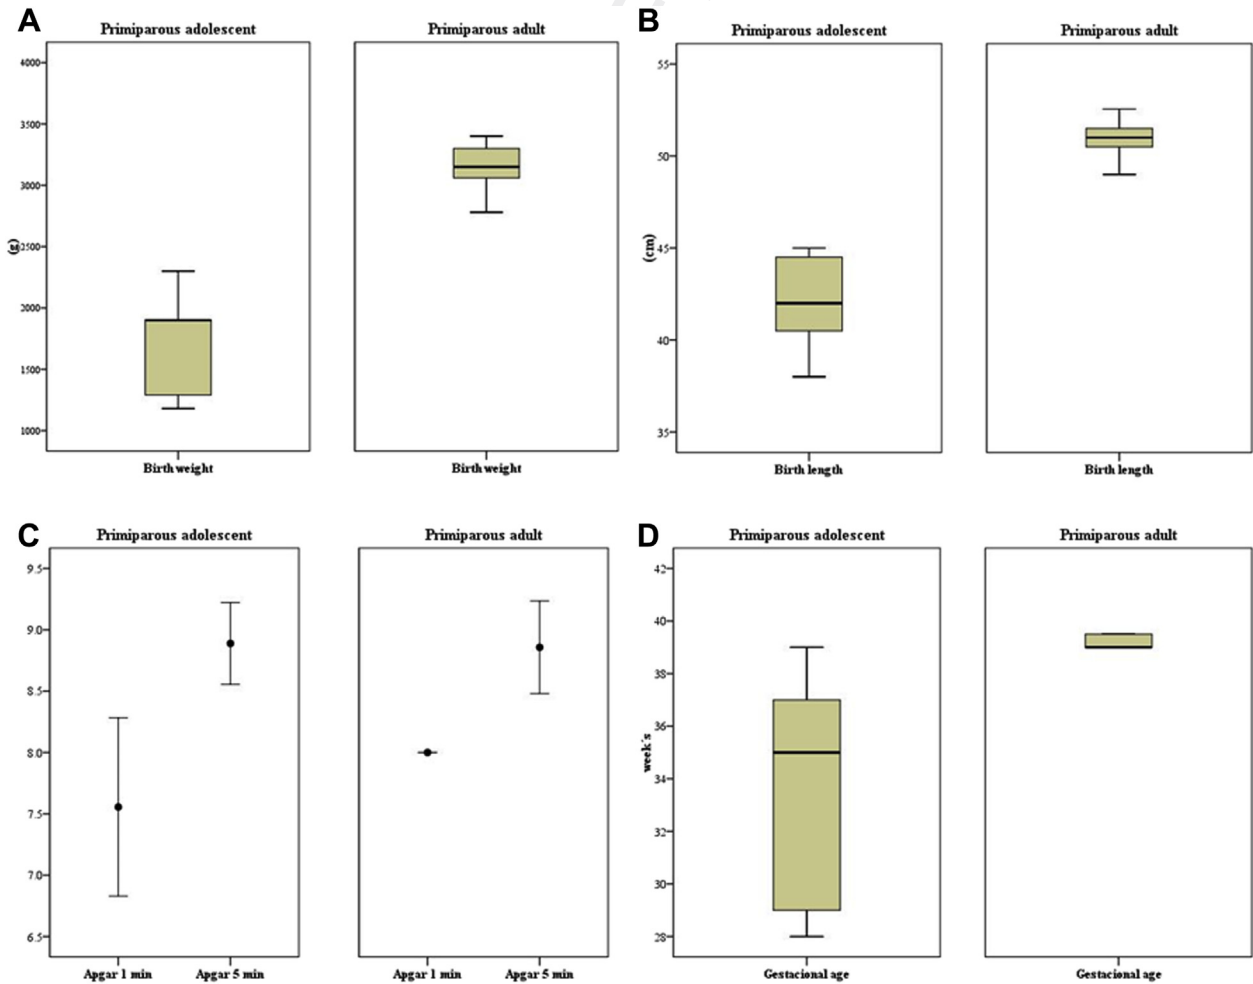 A
Primiparous adolescent
Primiparous adult
4000
3500
3000
2500
2000
1500
1000
(g)
Birth weight
Birth weight
B
Primiparous adolescent
Primiparous adult
55
50
45
40
35
(cm)
Birth length
Birth length
C
Primiparous adolescent
Primiparous adult
9.5
9.0
8.5
8.0
7.5
7.0
6.5
Apgar 1 min
Apgar 5 min
Apgar 1 min
Apgar 5 min
D
Primiparous adolescent
Primiparous adult
42
40
38
36
34
32
30
28
week´s
Gestacional age
Gestacional age